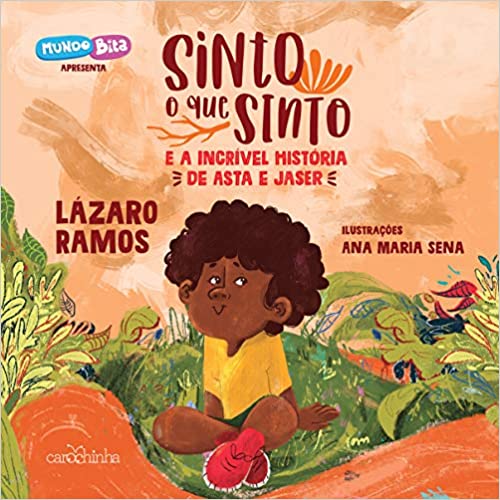 MUNDO Bita
APRESENTA
SINTO
O QUE SINTO
E A INCRÍVEL HISTÓRIA
DE ASTA E JASER
LÁZARO
RAMOS
ILUSTRAÇÕES
ANA MARIA SENA
carochinha